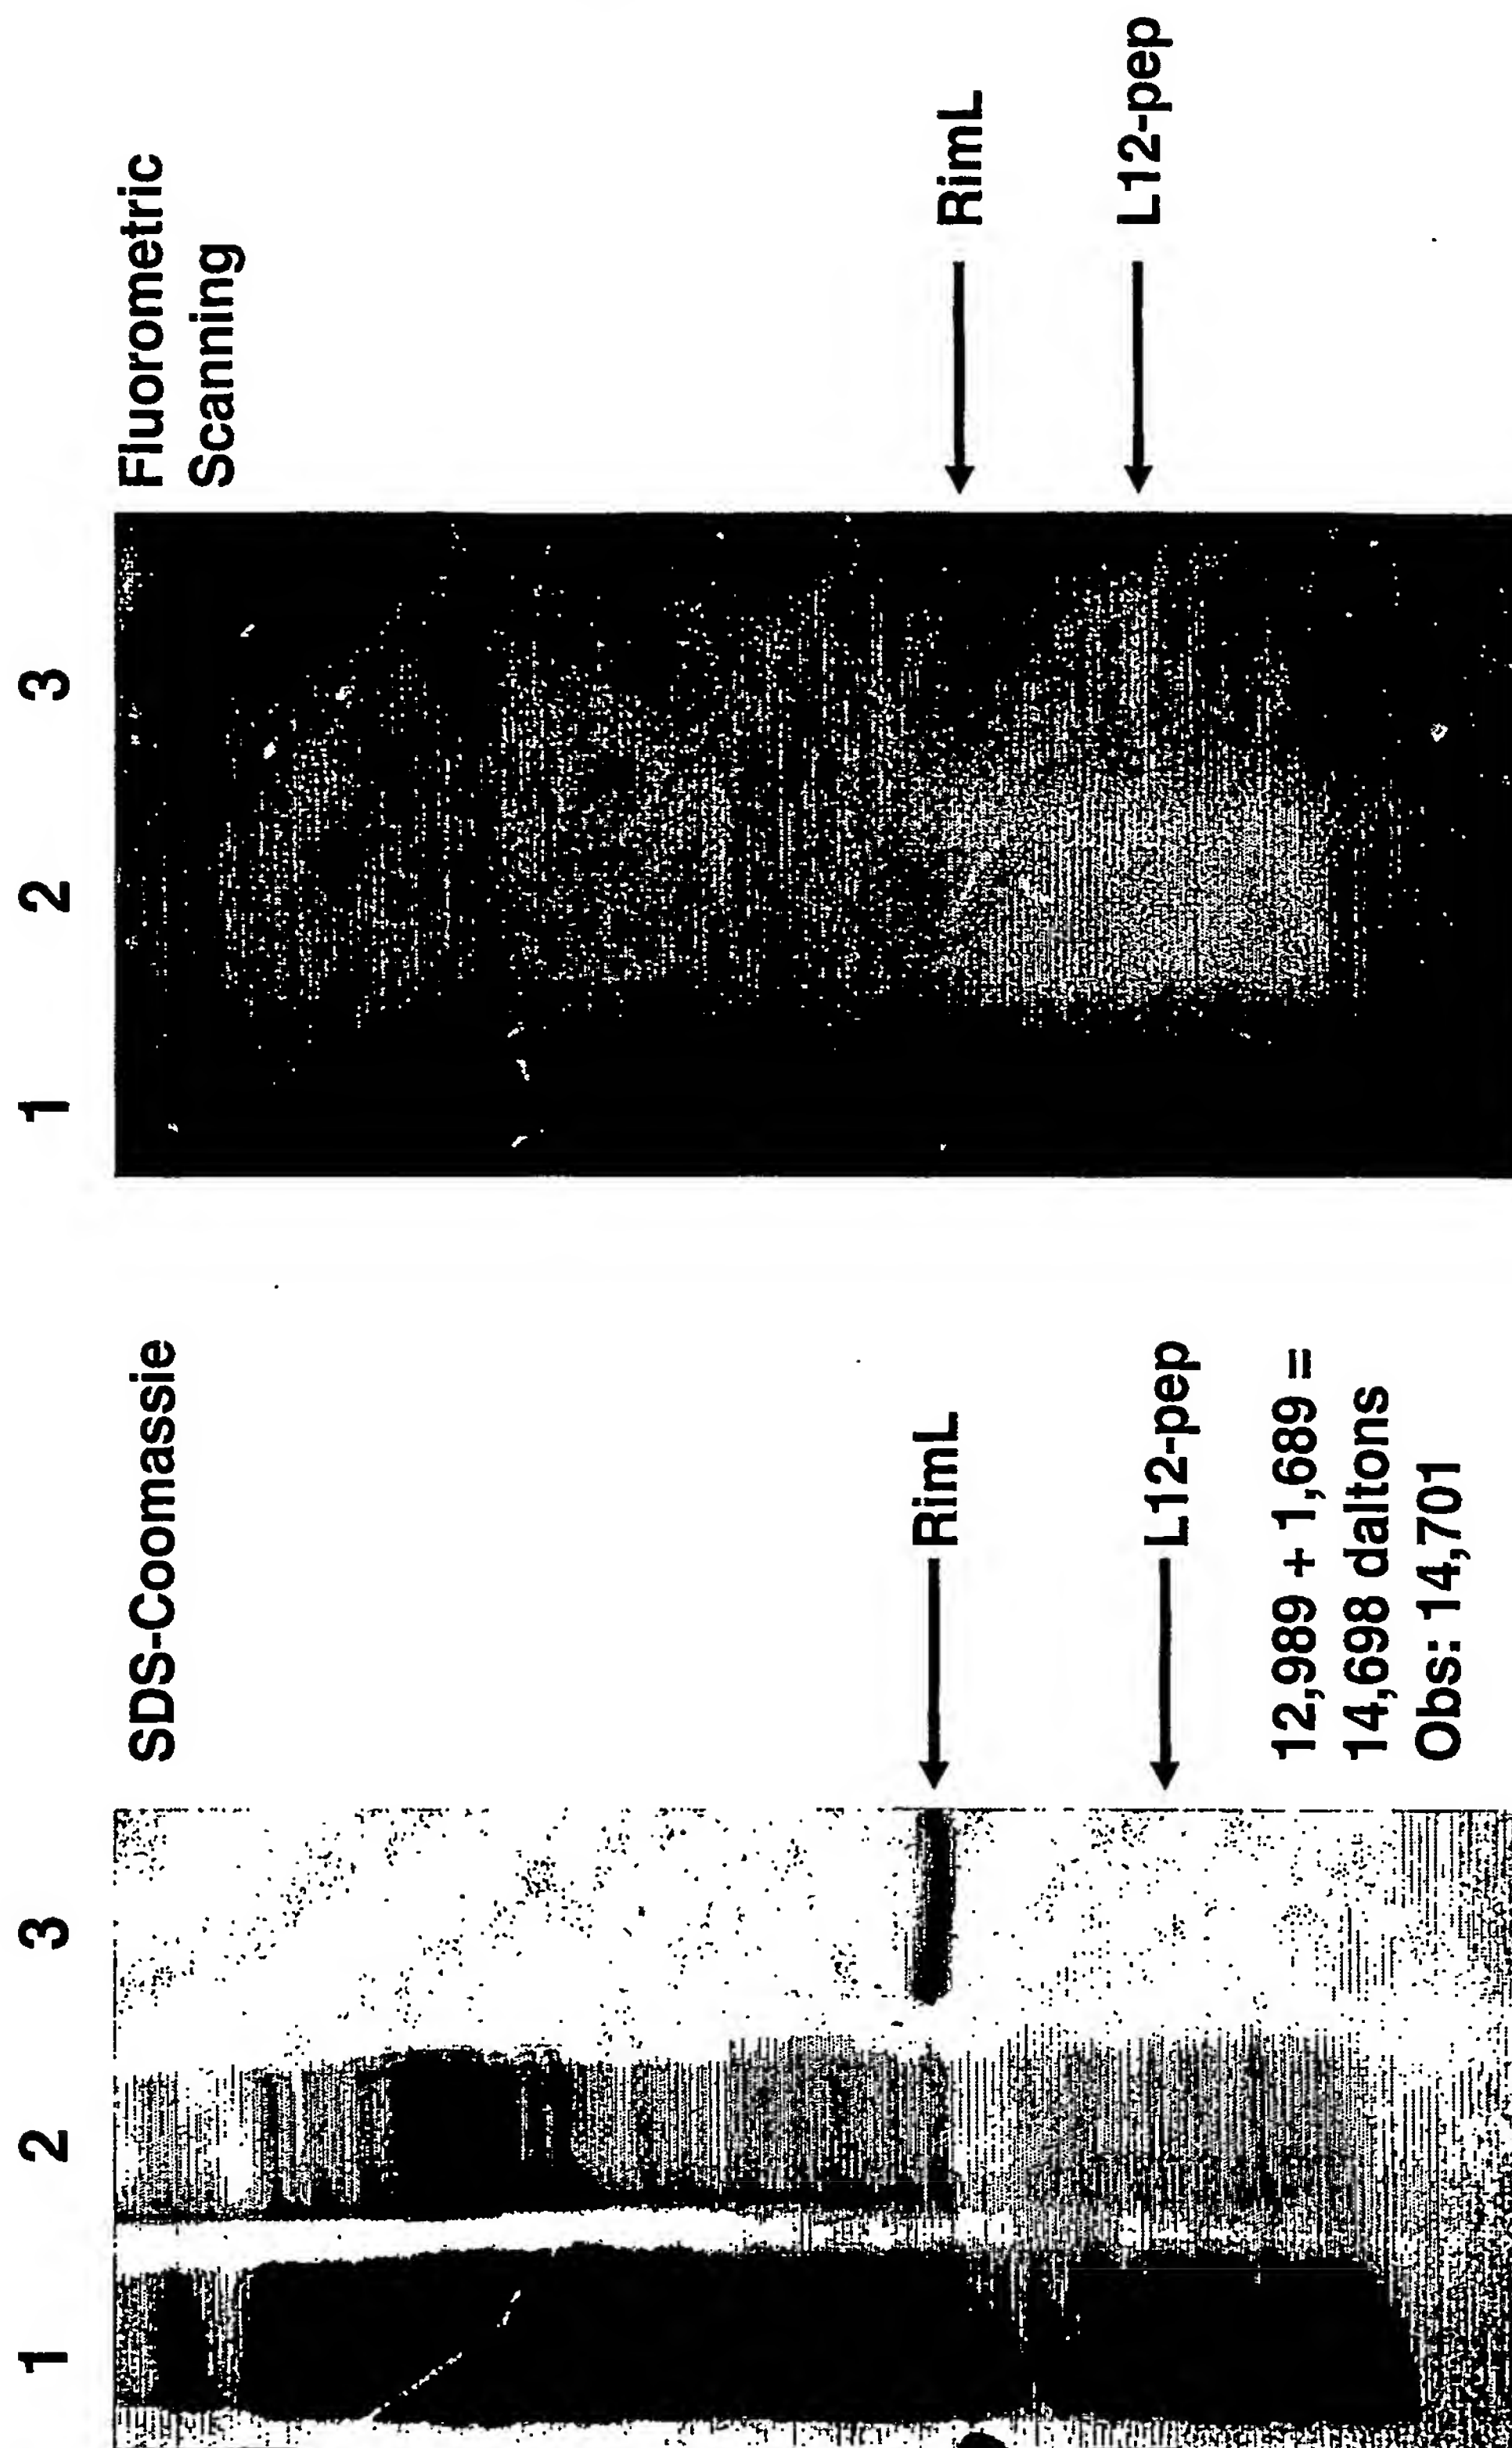 1 2 3
SDS-Coomassie
RimL
L12-pep
12,989 + 1,689 =
14,698 daltons
Obs: 14,701
1 2 3
Fluorometric
Scanning
RimL
L12-pep